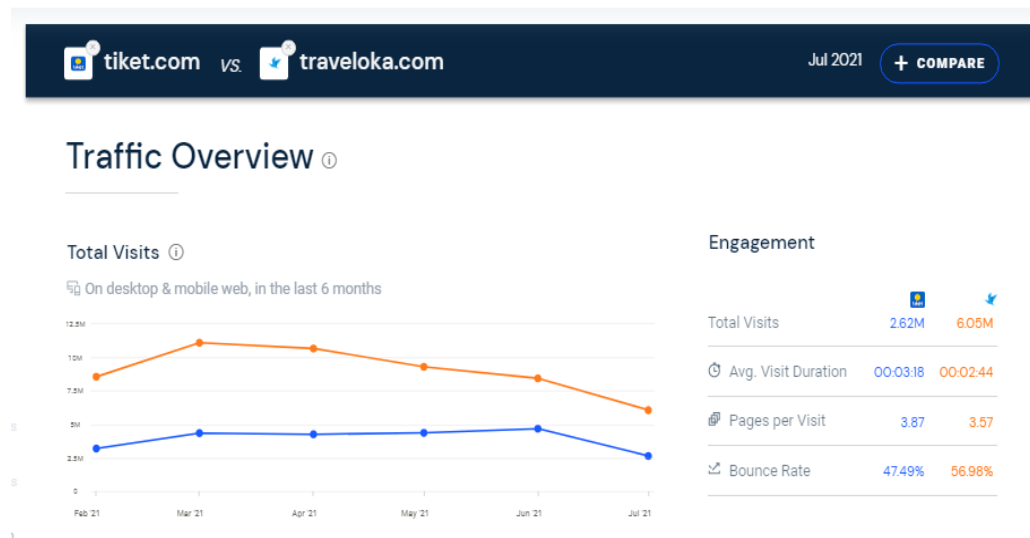 tiket.com vs. traveloka.com
Jul 2021
+ COMPARE
Traffic Overview
Total Visits
On desktop & mobile web, in the last 6 months
12.5M
10M
7.5M
5M
2.5M
0
Feb '21 Mar '21 Apr '21 May '21 Jun '21 Jul '21
Engagement
Total Visits 2.62M 6.05M
Avg. Visit Duration 00:03:18 00:02:44
Pages per Visit 3.87 3.57
Bounce Rate 47.49% 56.98%
s
s